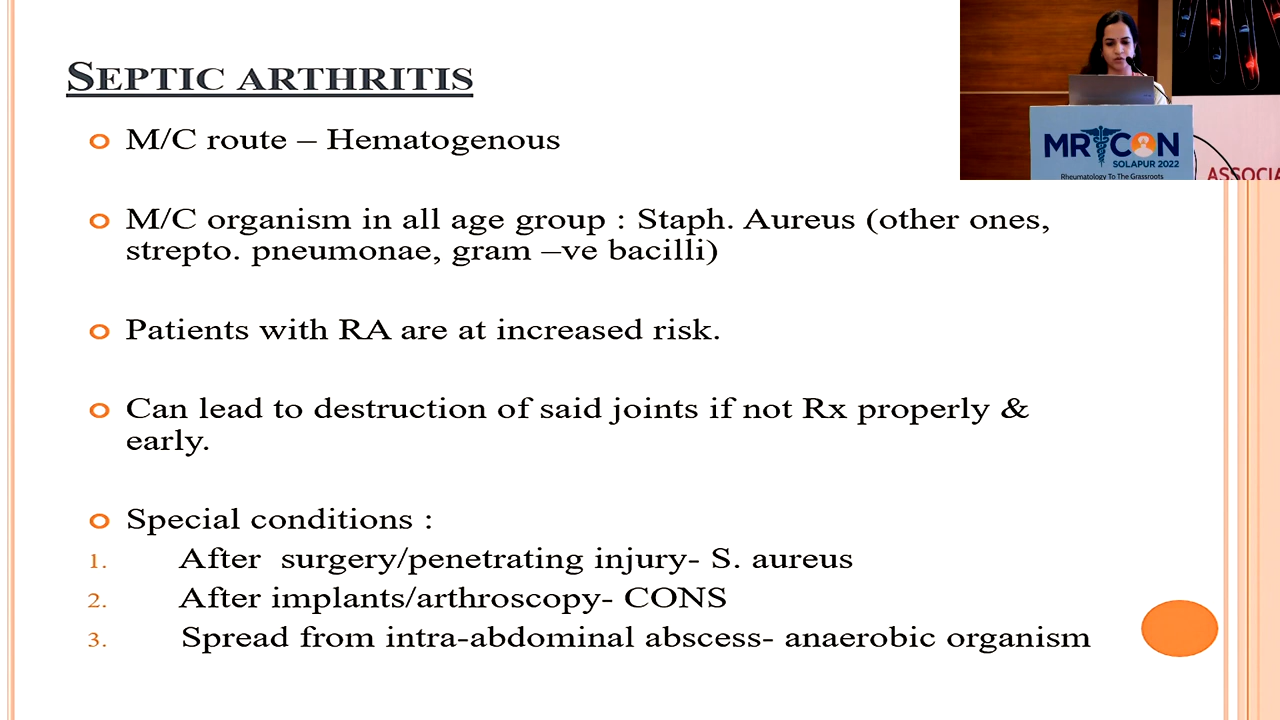 SEPTIC ARTHRITIS
M/C route – Hematogenous
M/C organism in all age group : Staph. Aureus (other ones,
strepto. pneumonae, gram –ve bacilli)
Patients with RA are at increased risk.
Can lead to destruction of said joints if not Rx properly &
early.
Special conditions :
1. After surgery/penetrating injury- S. aureus
2. After implants/arthroscopy- CONS
3. Spread from intra-abdominal abscess- anaerobic organism
MRCON
SOLAPUR 2022
Rheumatology To The Grassroots
ASSOCIA